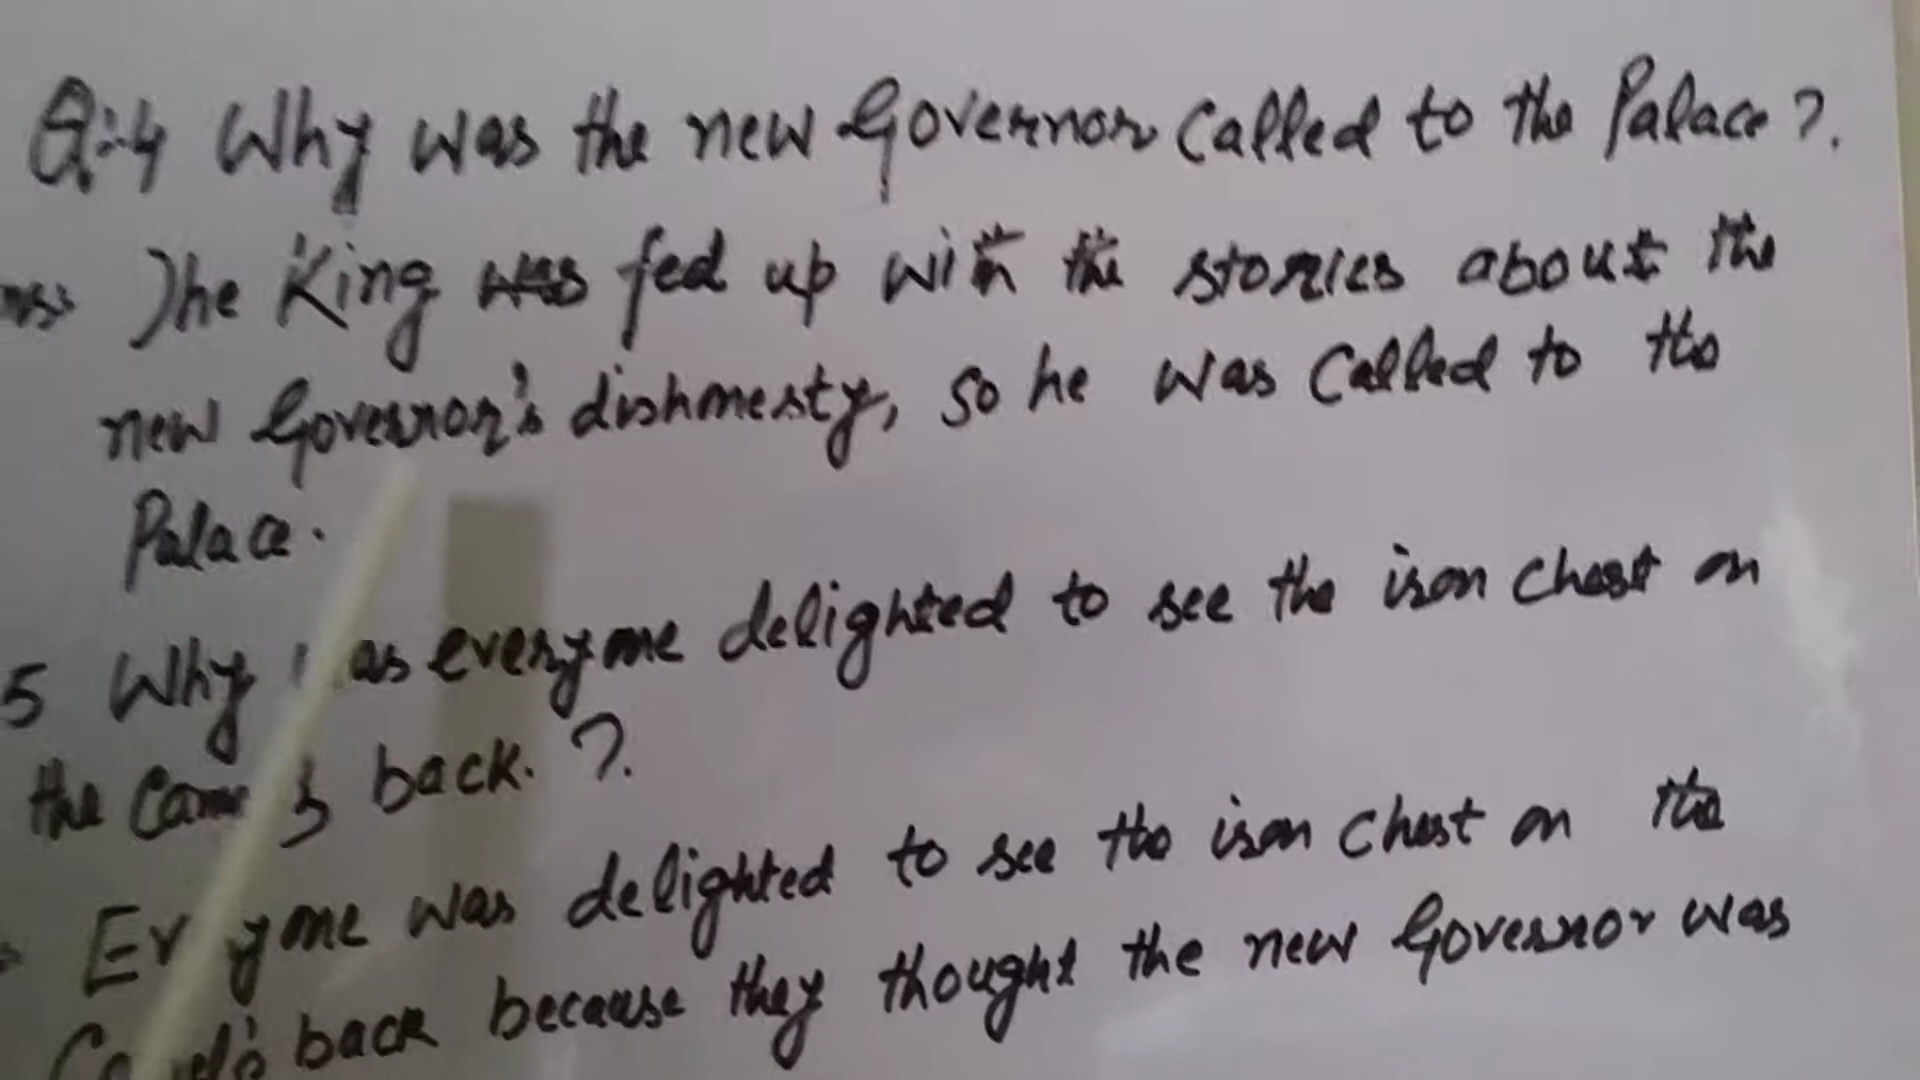 Q:-4 Why was the new Governor Called to the Palace?.
Ans:- The King was fed up with the stories about the
new Governor's dishonesty, so he was Called to the
Palace.
5 Why was everyone delighted to see the iron Chest on
the Camel's back. ?.
Everyone was delighted to see the iron Chest on the
Camel's back because they thought the new Governor was